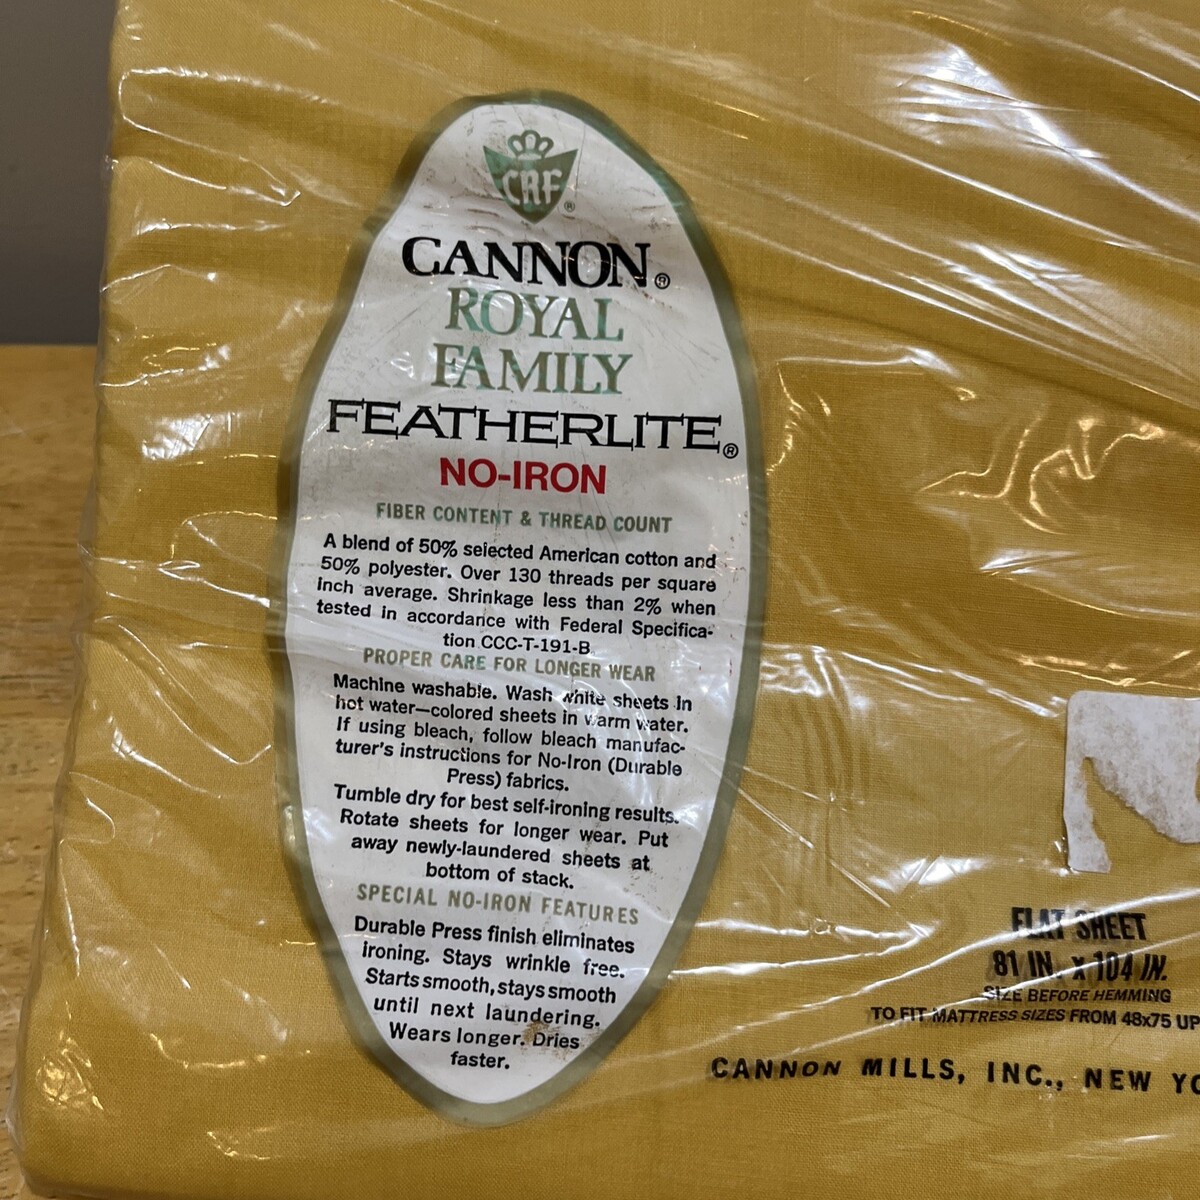 CRF®
CANNON®
ROYAL
FAMILY
FEATHERLITE®
NO-IRON
FIBER CONTENT & THREAD COUNT
A blend of 50% selected American cotton and
50% polyester. Over 130 threads per square
inch average. Shrinkage less than 2% when
tested in accordance with Federal Specifica-
tion CCC-T-191-B.
PROPER CARE FOR LONGER WEAR
Machine washable. Wash white sheets in
hot water—colored sheets in warm water.
If using bleach, follow bleach manufac-
turer's instructions for No-Iron (Durable
Press) fabrics.
Tumble dry for best self-ironing results.
Rotate sheets for longer wear. Put
away newly-laundered sheets at
bottom of stack.
SPECIAL NO-IRON FEATURES
Durable Press finish eliminates
ironing. Stays wrinkle free.
Starts smooth, stays smooth
until next laundering.
Wears longer. Dries
faster.
FLAT SHEET
81 IN. x 104 IN.
SIZE BEFORE HEMMING
TO FIT MATTRESS SIZES FROM 48x75 UP
CANNON MILLS, INC., NEW YO